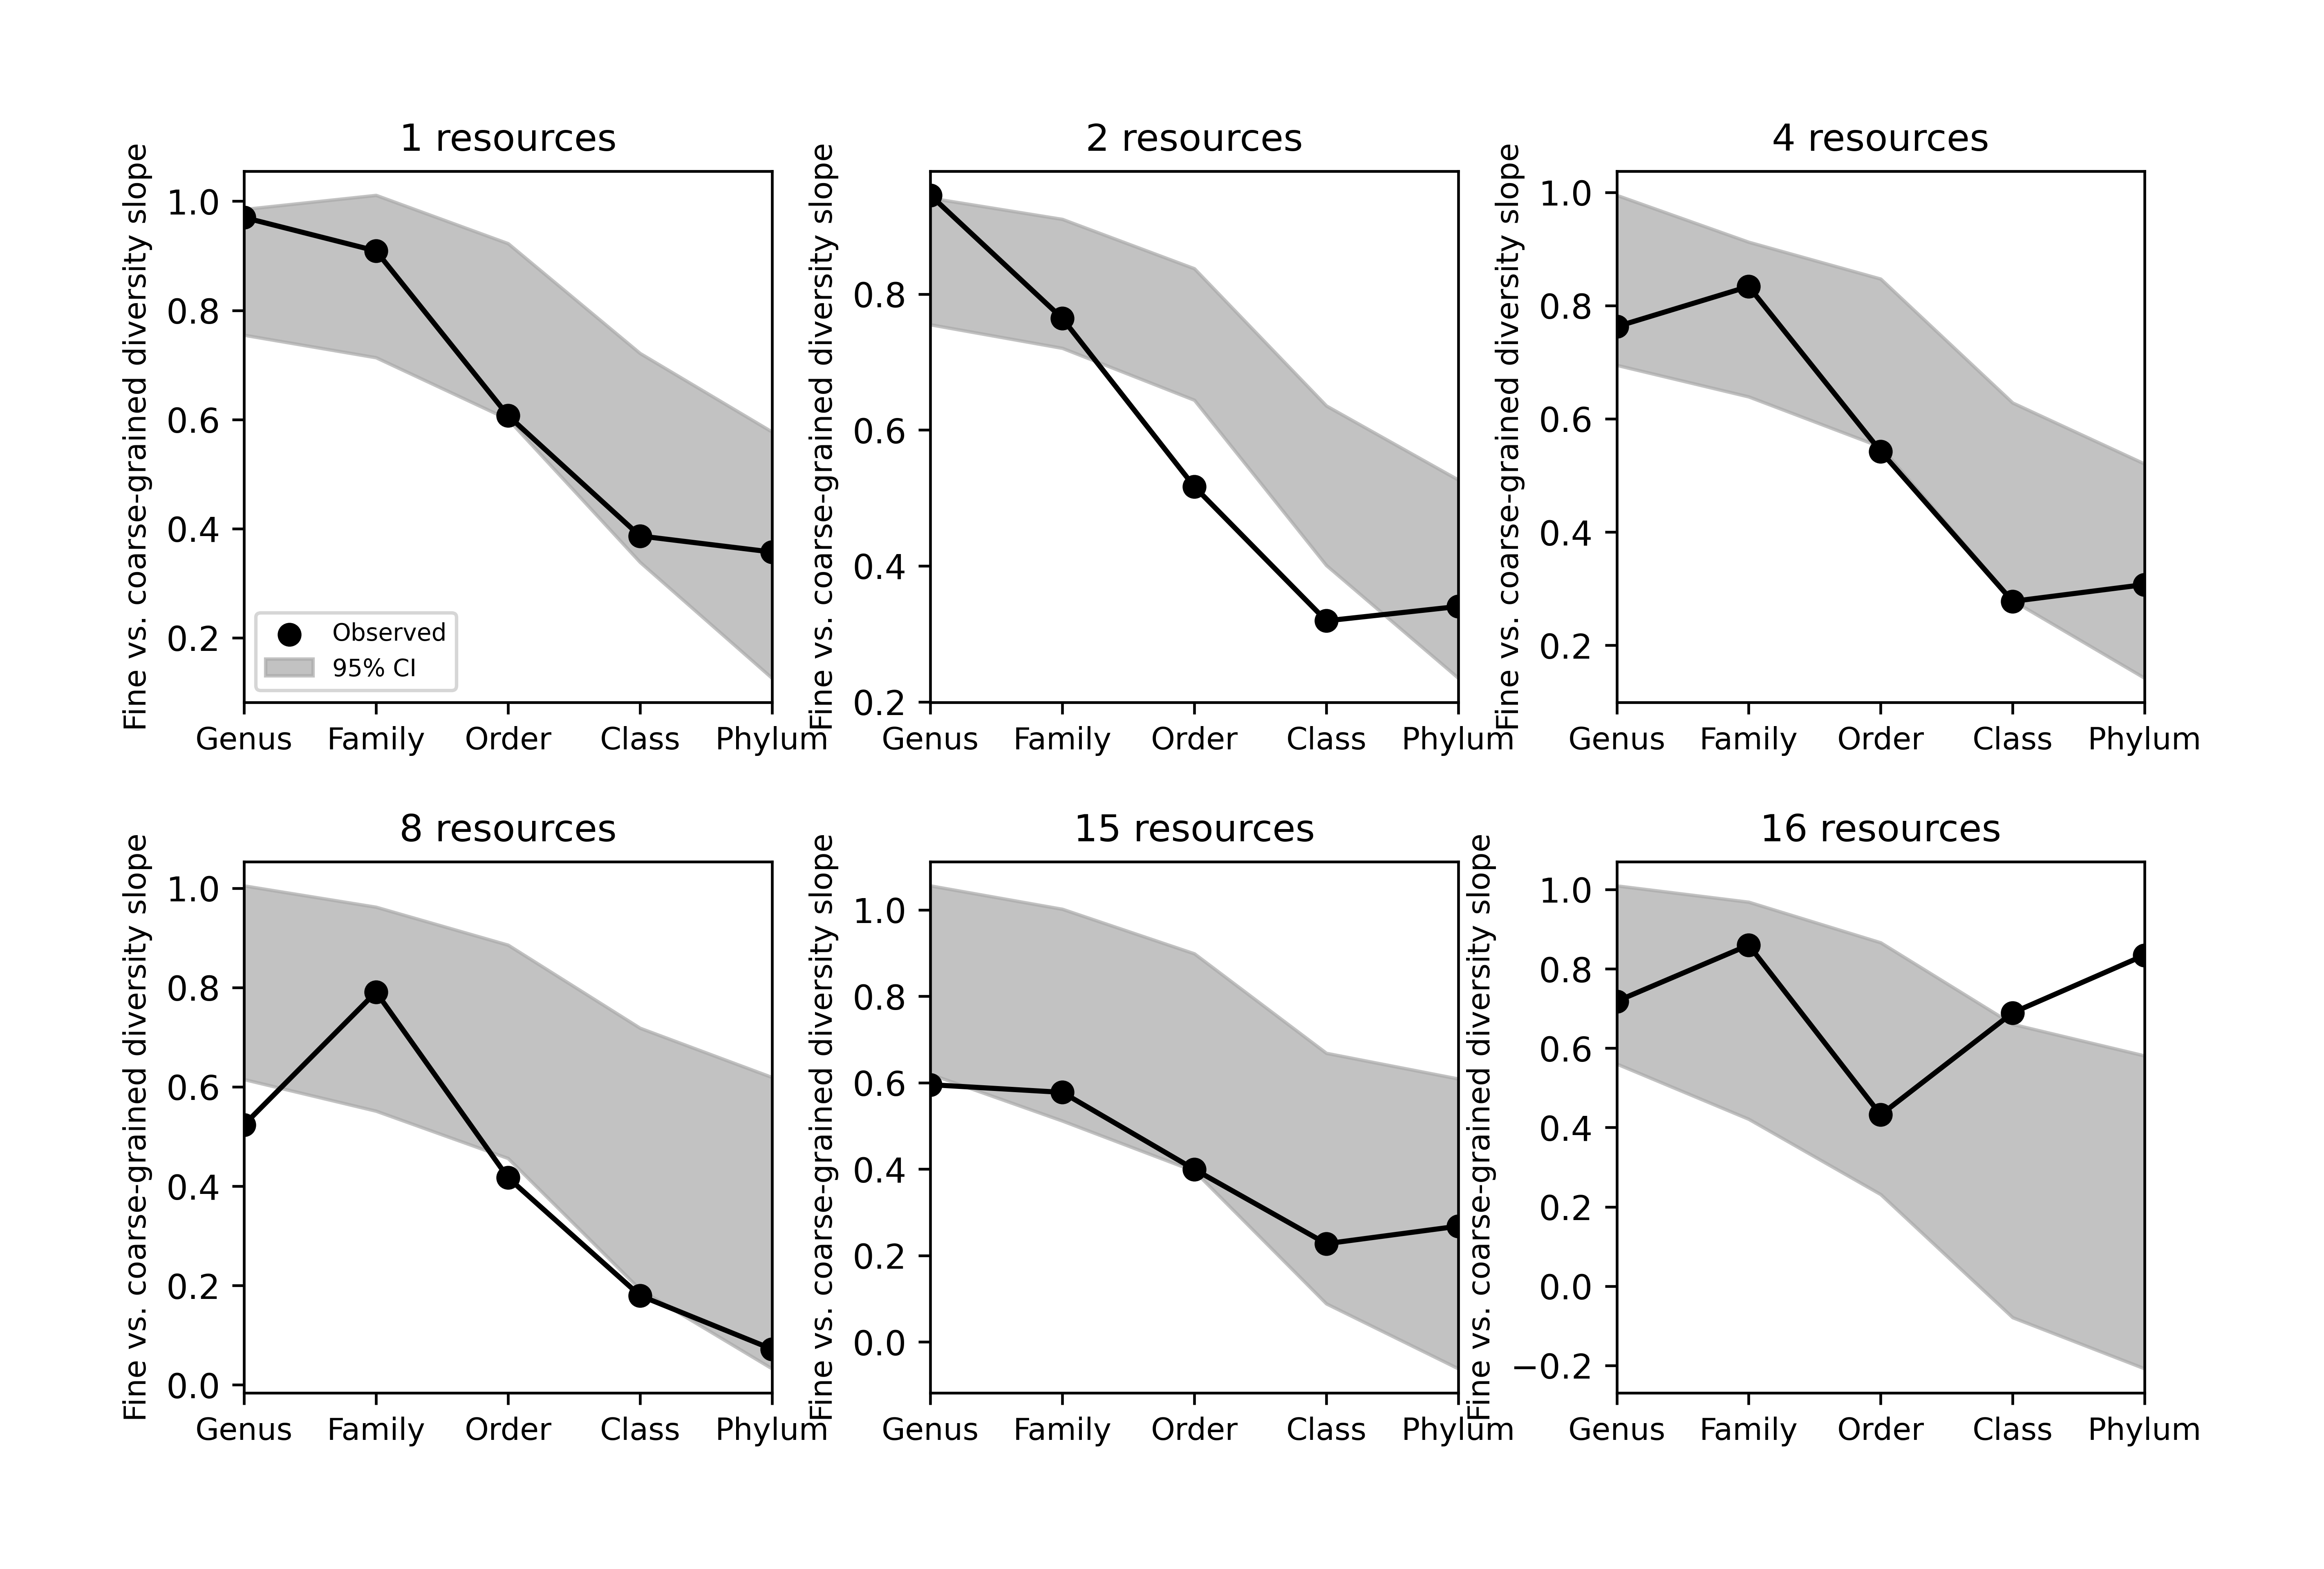 1 resources
Fine vs. coarse-grained diversity slope
1.0
0.8
0.6
0.4
0.2
Observed
95% CI
Genus Family Order Class Phylum
2 resources
Fine vs. coarse-grained diversity slope
0.8
0.6
0.4
0.2
Genus Family Order Class Phylum
4 resources
Fine vs. coarse-grained diversity slope
1.0
0.8
0.6
0.4
0.2
Genus Family Order Class Phylum
8 resources
Fine vs. coarse-grained diversity slope
1.0
0.8
0.6
0.4
0.2
0.0
Genus Family Order Class Phylum
15 resources
Fine vs. coarse-grained diversity slope
1.0
0.8
0.6
0.4
0.2
0.0
Genus Family Order Class Phylum
16 resources
Fine vs. coarse-grained diversity slope
1.0
0.8
0.6
0.4
0.2
0.0
−0.2
Genus Family Order Class Phylum